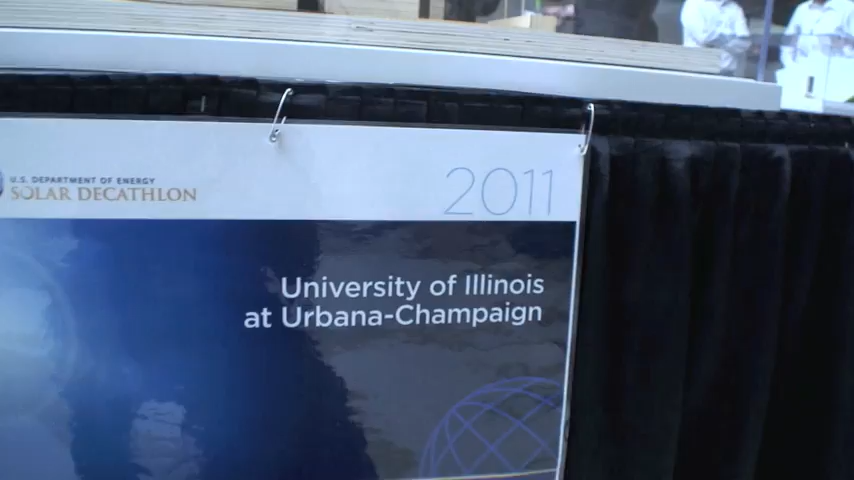 U.S. DEPARTMENT OF ENERGY
SOLAR DECATHLON
2011
University of Illinois
at Urbana-Champaign